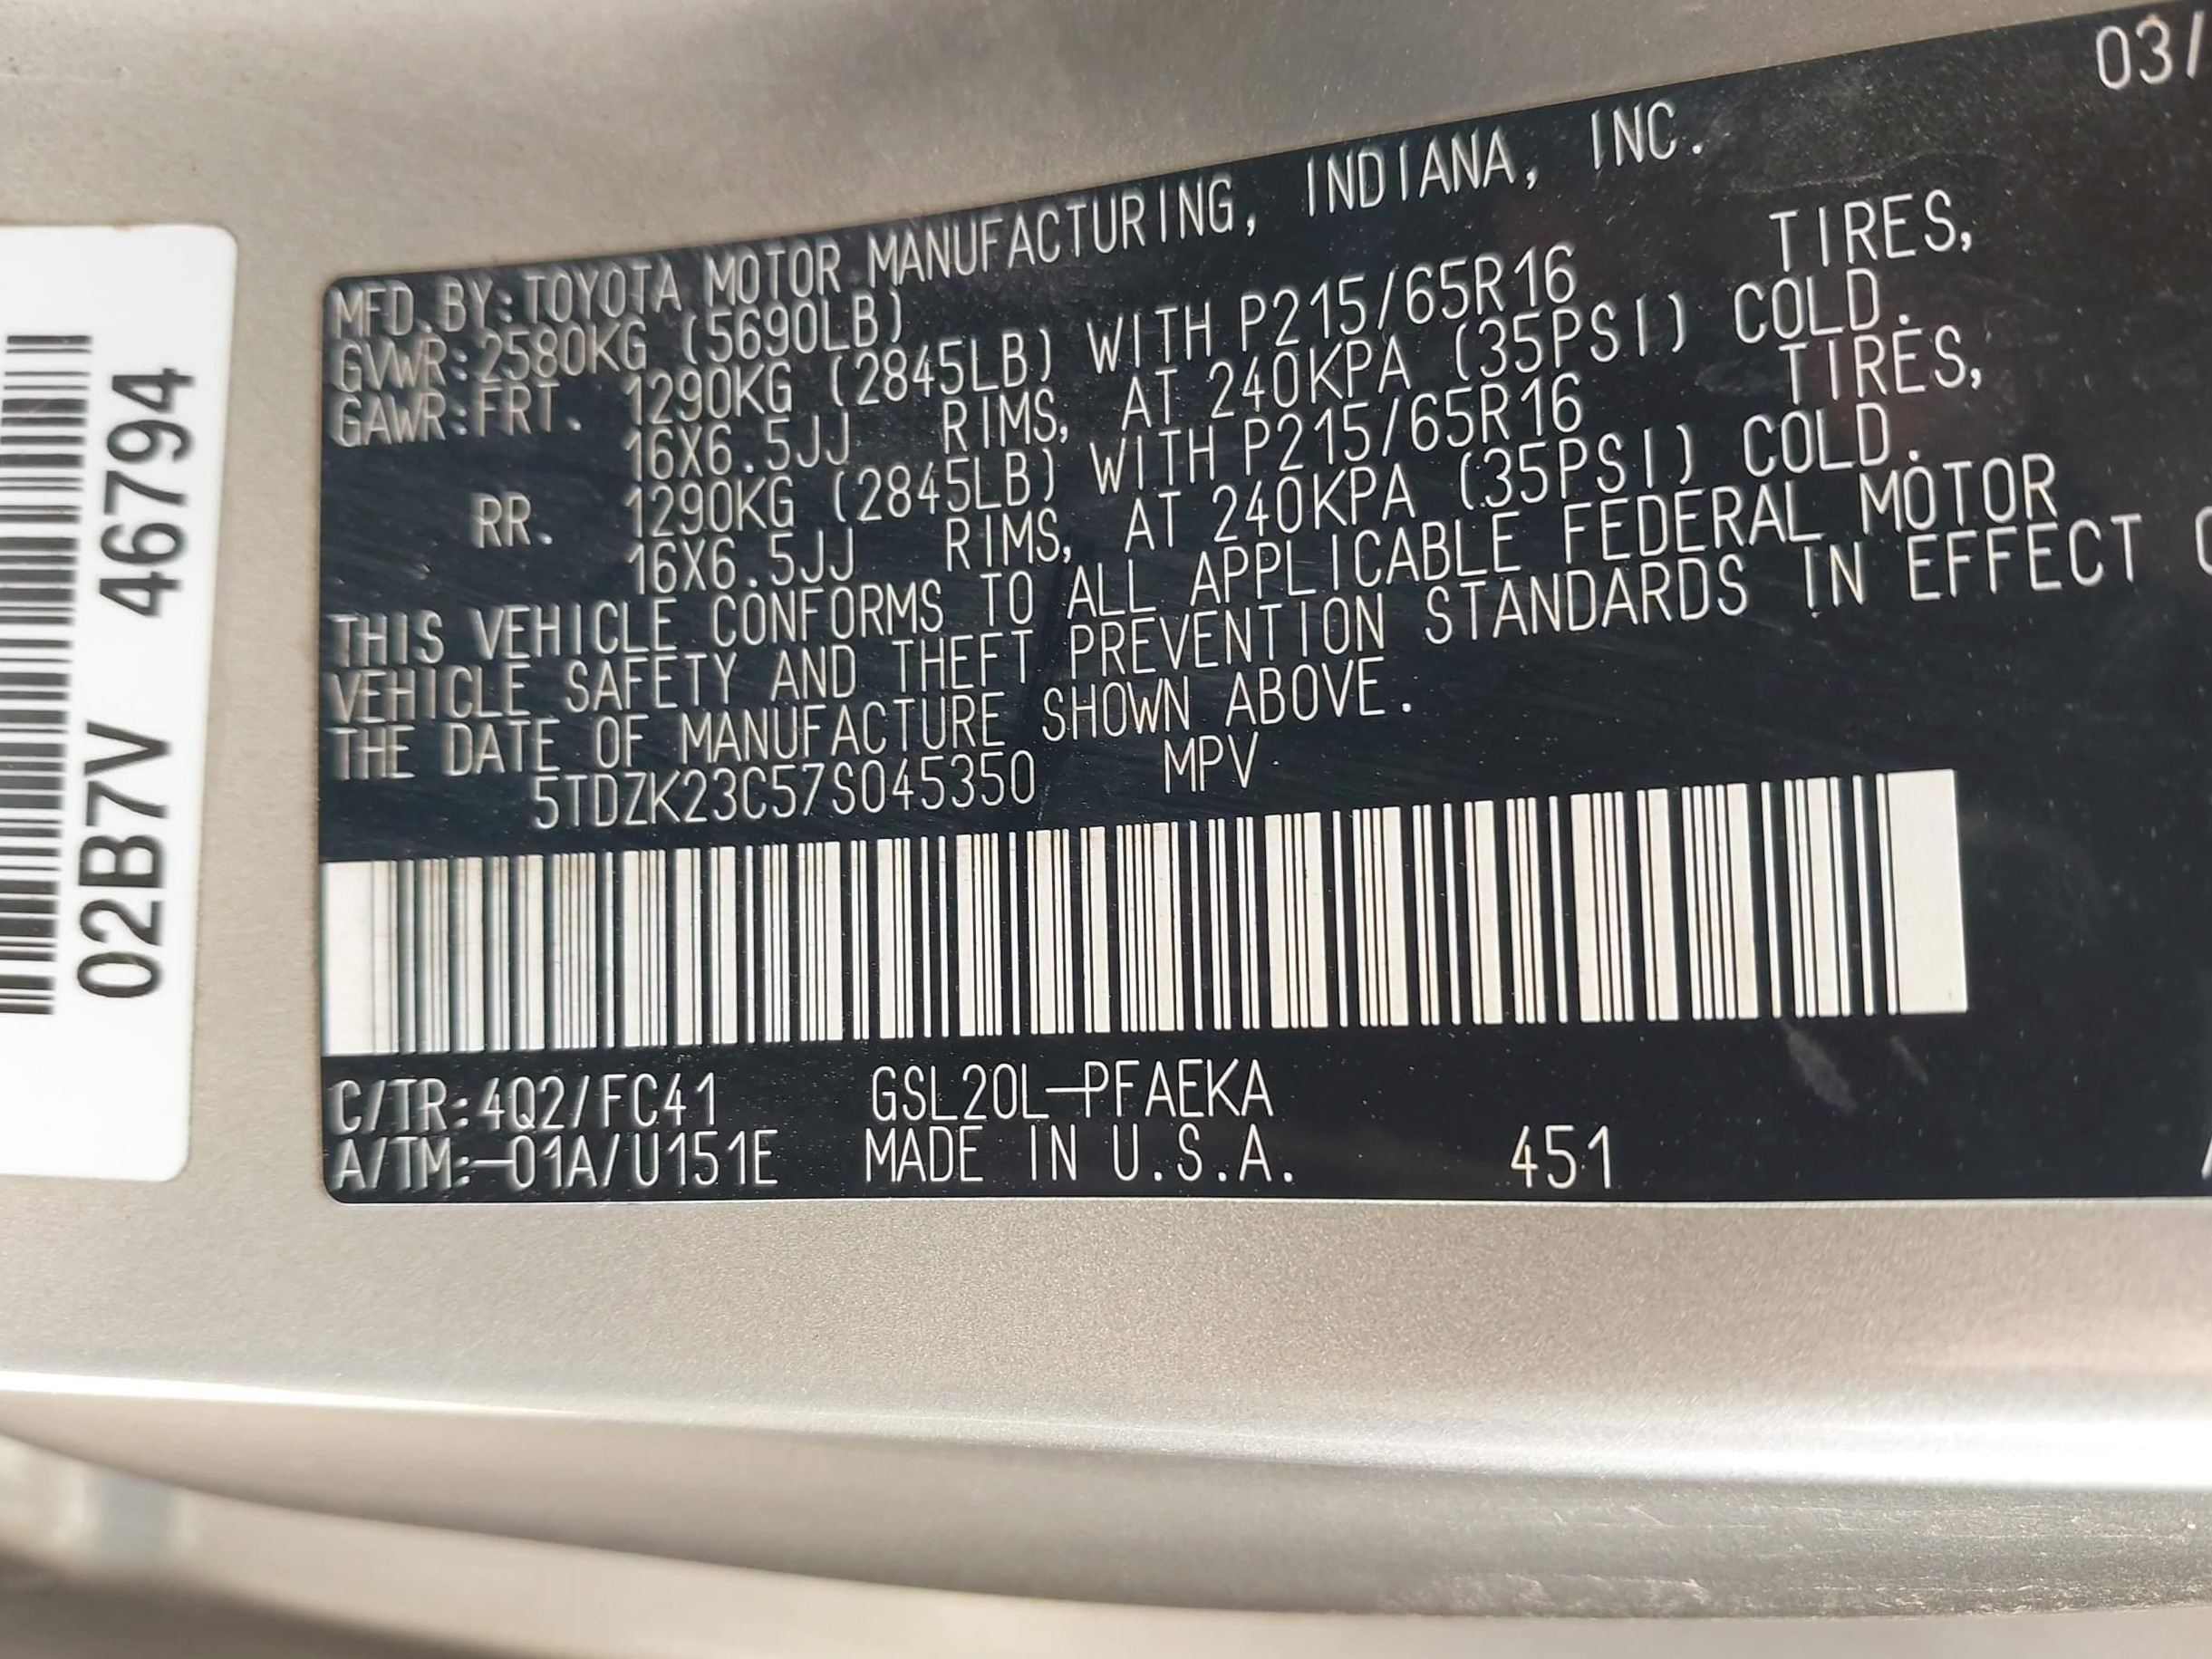 03/
MFD.BY:TOYOTA MOTOR MANUFACTURING, INDIANA, INC.
GVWR:2580KG (5690LB)
GAWR:FRT. 1290KG (2845LB) WITH P215/65R16 TIRES,
16X6.5JJ RIMS, AT 240KPA (35PSI) COLD.
RR. 1290KG (2845LB) WITH P215/65R16 TIRES,
16X6.5JJ RIMS, AT 240KPA (35PSI) COLD.
THIS VEHICLE CONFORMS TO ALL APPLICABLE FEDERAL MOTOR
VEHICLE SAFETY AND THEFT PREVENTION STANDARDS IN EFFECT
THE DATE OF MANUFACTURE SHOWN ABOVE.
5TDZK23C57S045350 MPV
C/TR:4Q2/FC41 GSL20L-PFAEKA
A/TM:-01A/U151E MADE IN U.S.A. 451
02B7V 46794